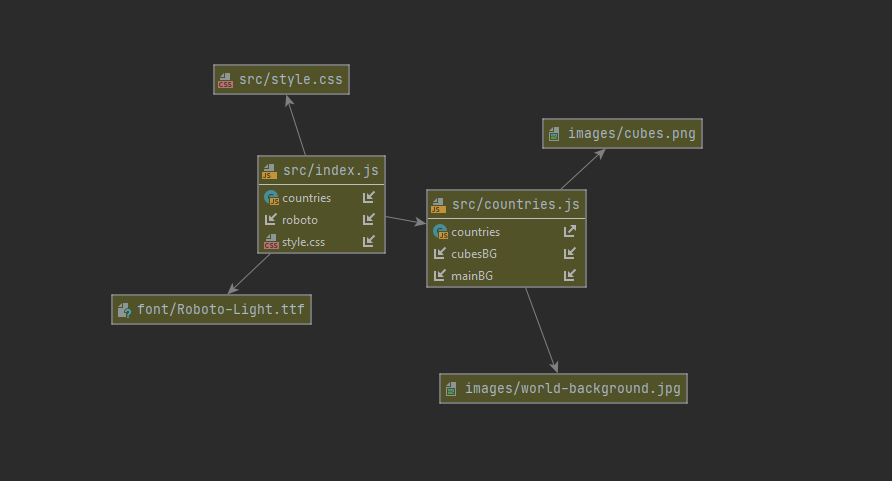 src/style.css
images/cubes.png
src/index.js
countries
roboto
style.css
src/countries.js
countries
cubesBG
mainBG
font/Roboto-Light.ttf
images/world-background.jpg